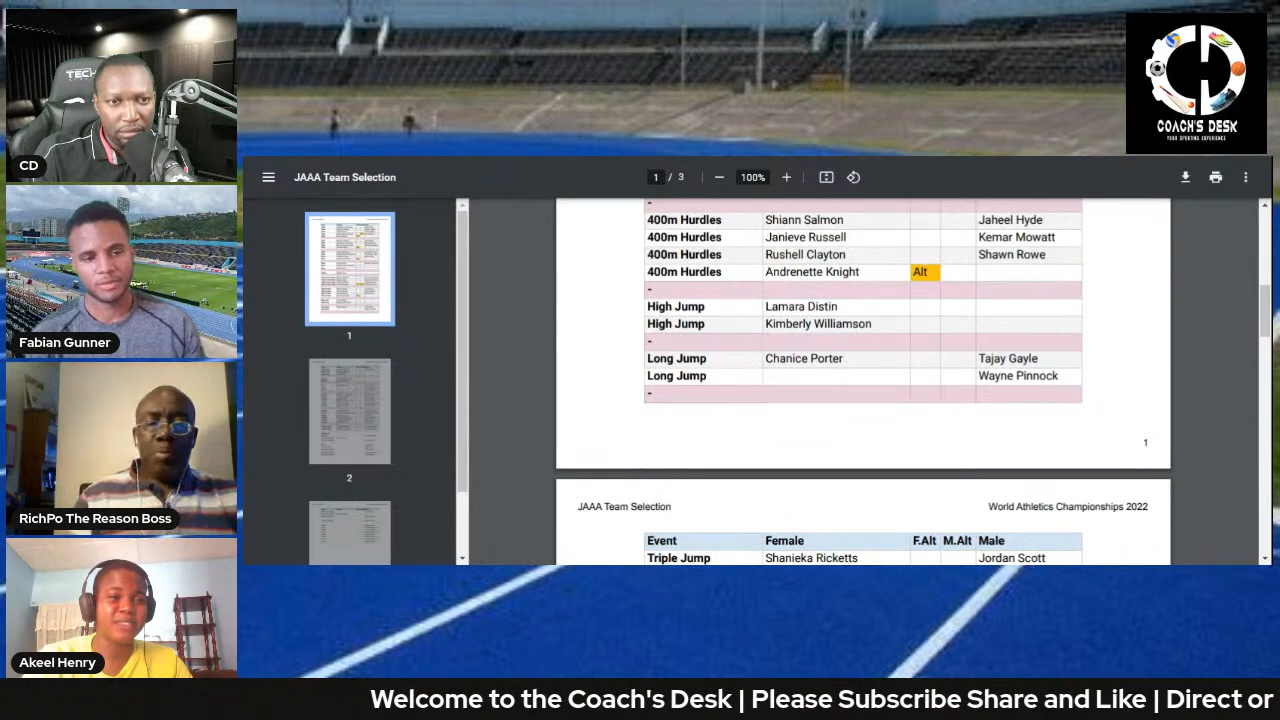 TECH
CD
Fabian Gunner
RichPo The Reason Boss
Akeel Henry
CD
COACH'S DESK
YOUR SPORTING EXPERIENCE
JAAA Team Selection
1 / 3
100%
1
2
-
400m Hurdles Shiann Salmon Jaheel Hyde
400m Hurdles Janieve Russell Kemar Mowatt
400m Hurdles Rushell Clayton Shawn Rowe
400m Hurdles Andrenette Knight Alt
-
High Jump Lamara Distin
High Jump Kimberly Williamson
-
Long Jump Chanice Porter Tajay Gayle
Long Jump Wayne Pinnock
-
1
JAAA Team Selection World Athletics Championships 2022
Event Female F.Alt M.Alt Male
Triple Jump Shanieka Ricketts Jordan Scott
Welcome to the Coach's Desk | Please Subscribe Share and Like | Direct or